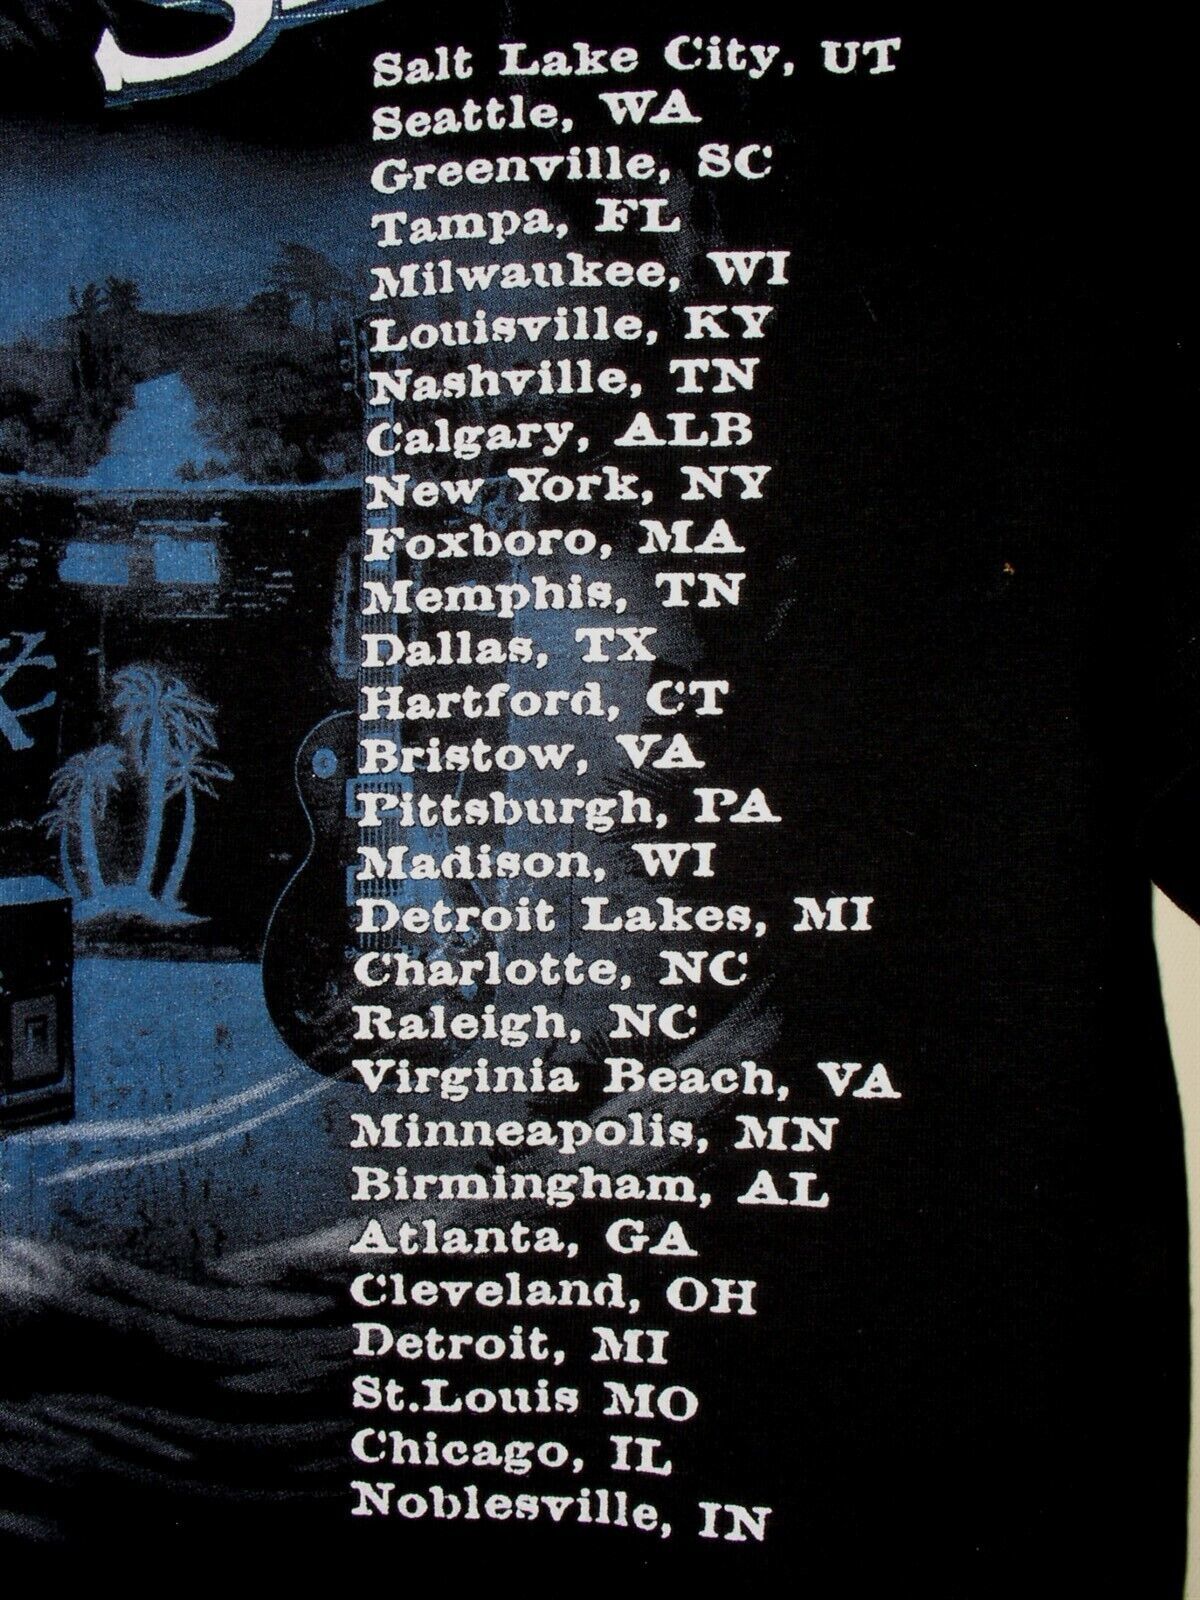 Salt Lake City, UT
Seattle, WA
Greenville, SC
Tampa, FL
Milwaukee, WI
Louisville, KY
Nashville, TN
Calgary, ALB
New York, NY
Foxboro, MA
Memphis, TN
Dallas, TX
Hartford, CT
Bristow, VA
Pittsburgh, PA
Madison, WI
Detroit Lakes, MI
Charlotte, NC
Raleigh, NC
Virginia Beach, VA
Minneapolis, MN
Birmingham, AL
Atlanta, GA
Cleveland, OH
Detroit, MI
St.Louis MO
Chicago, IL
Noblesville, IN